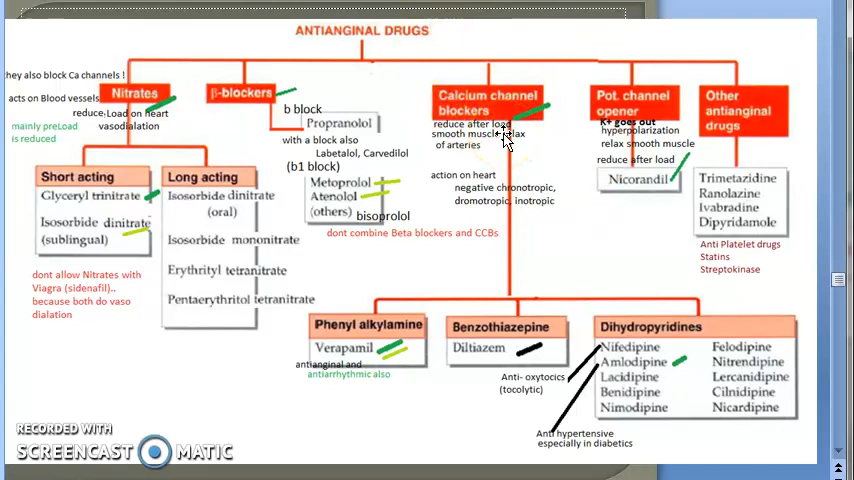 ANTIANGINAL DRUGS
they also block Ca channels !
Nitrates
β-blockers
Calcium channel
blockers
Pot. channel
opener
Other
antianginal
drugs
acts on Blood vessels
reduce Load on heart
vasodialation
mainly preLoad
is reduced
b block
Propranolol
with a block also
Labetalol, Carvedilol
(b1 block)
Metoprolol
Atenolol
(others)
bisoprolol
dont combine Beta blockers and CCBs
reduce after load
smooth muscle relax
of arteries
action on heart
negative chronotropic,
dromotropic, inotropic
K+ goes out
hyperpolarization
relax smooth muscle
reduce after load
Nicorandil
Trimetazidine
Ranolazine
Ivabradine
Dipyridamole
Anti Platelet drugs
Statins
Streptokinase
Short acting
Glyceryl trinitrate
Isosorbide dinitrate
(sublingual)
Long acting
Isosorbide dinitrate
(oral)
Isosorbide mononitrate
Erythrityl tetranitrate
Pentaerythritol tetranitrate
dont allow Nitrates with
Viagra (sidenafil)..
because both do vaso
dialation
Phenyl alkylamine
Verapamil
antianginal and
antiarrhythmic also
Benzothiazepine
Diltiazem
Anti- oxytocics
(tocolytic)
Dihydropyridines
Nifedipine Felodipine
Amlodipine Nitrendipine
Lacidipine Lercanidipine
Benidipine Cilnidipine
Nimodipine Nicardipine
Anti hypertensive
especially in diabetics
RECORDED WITH
SCREENCAST MATIC